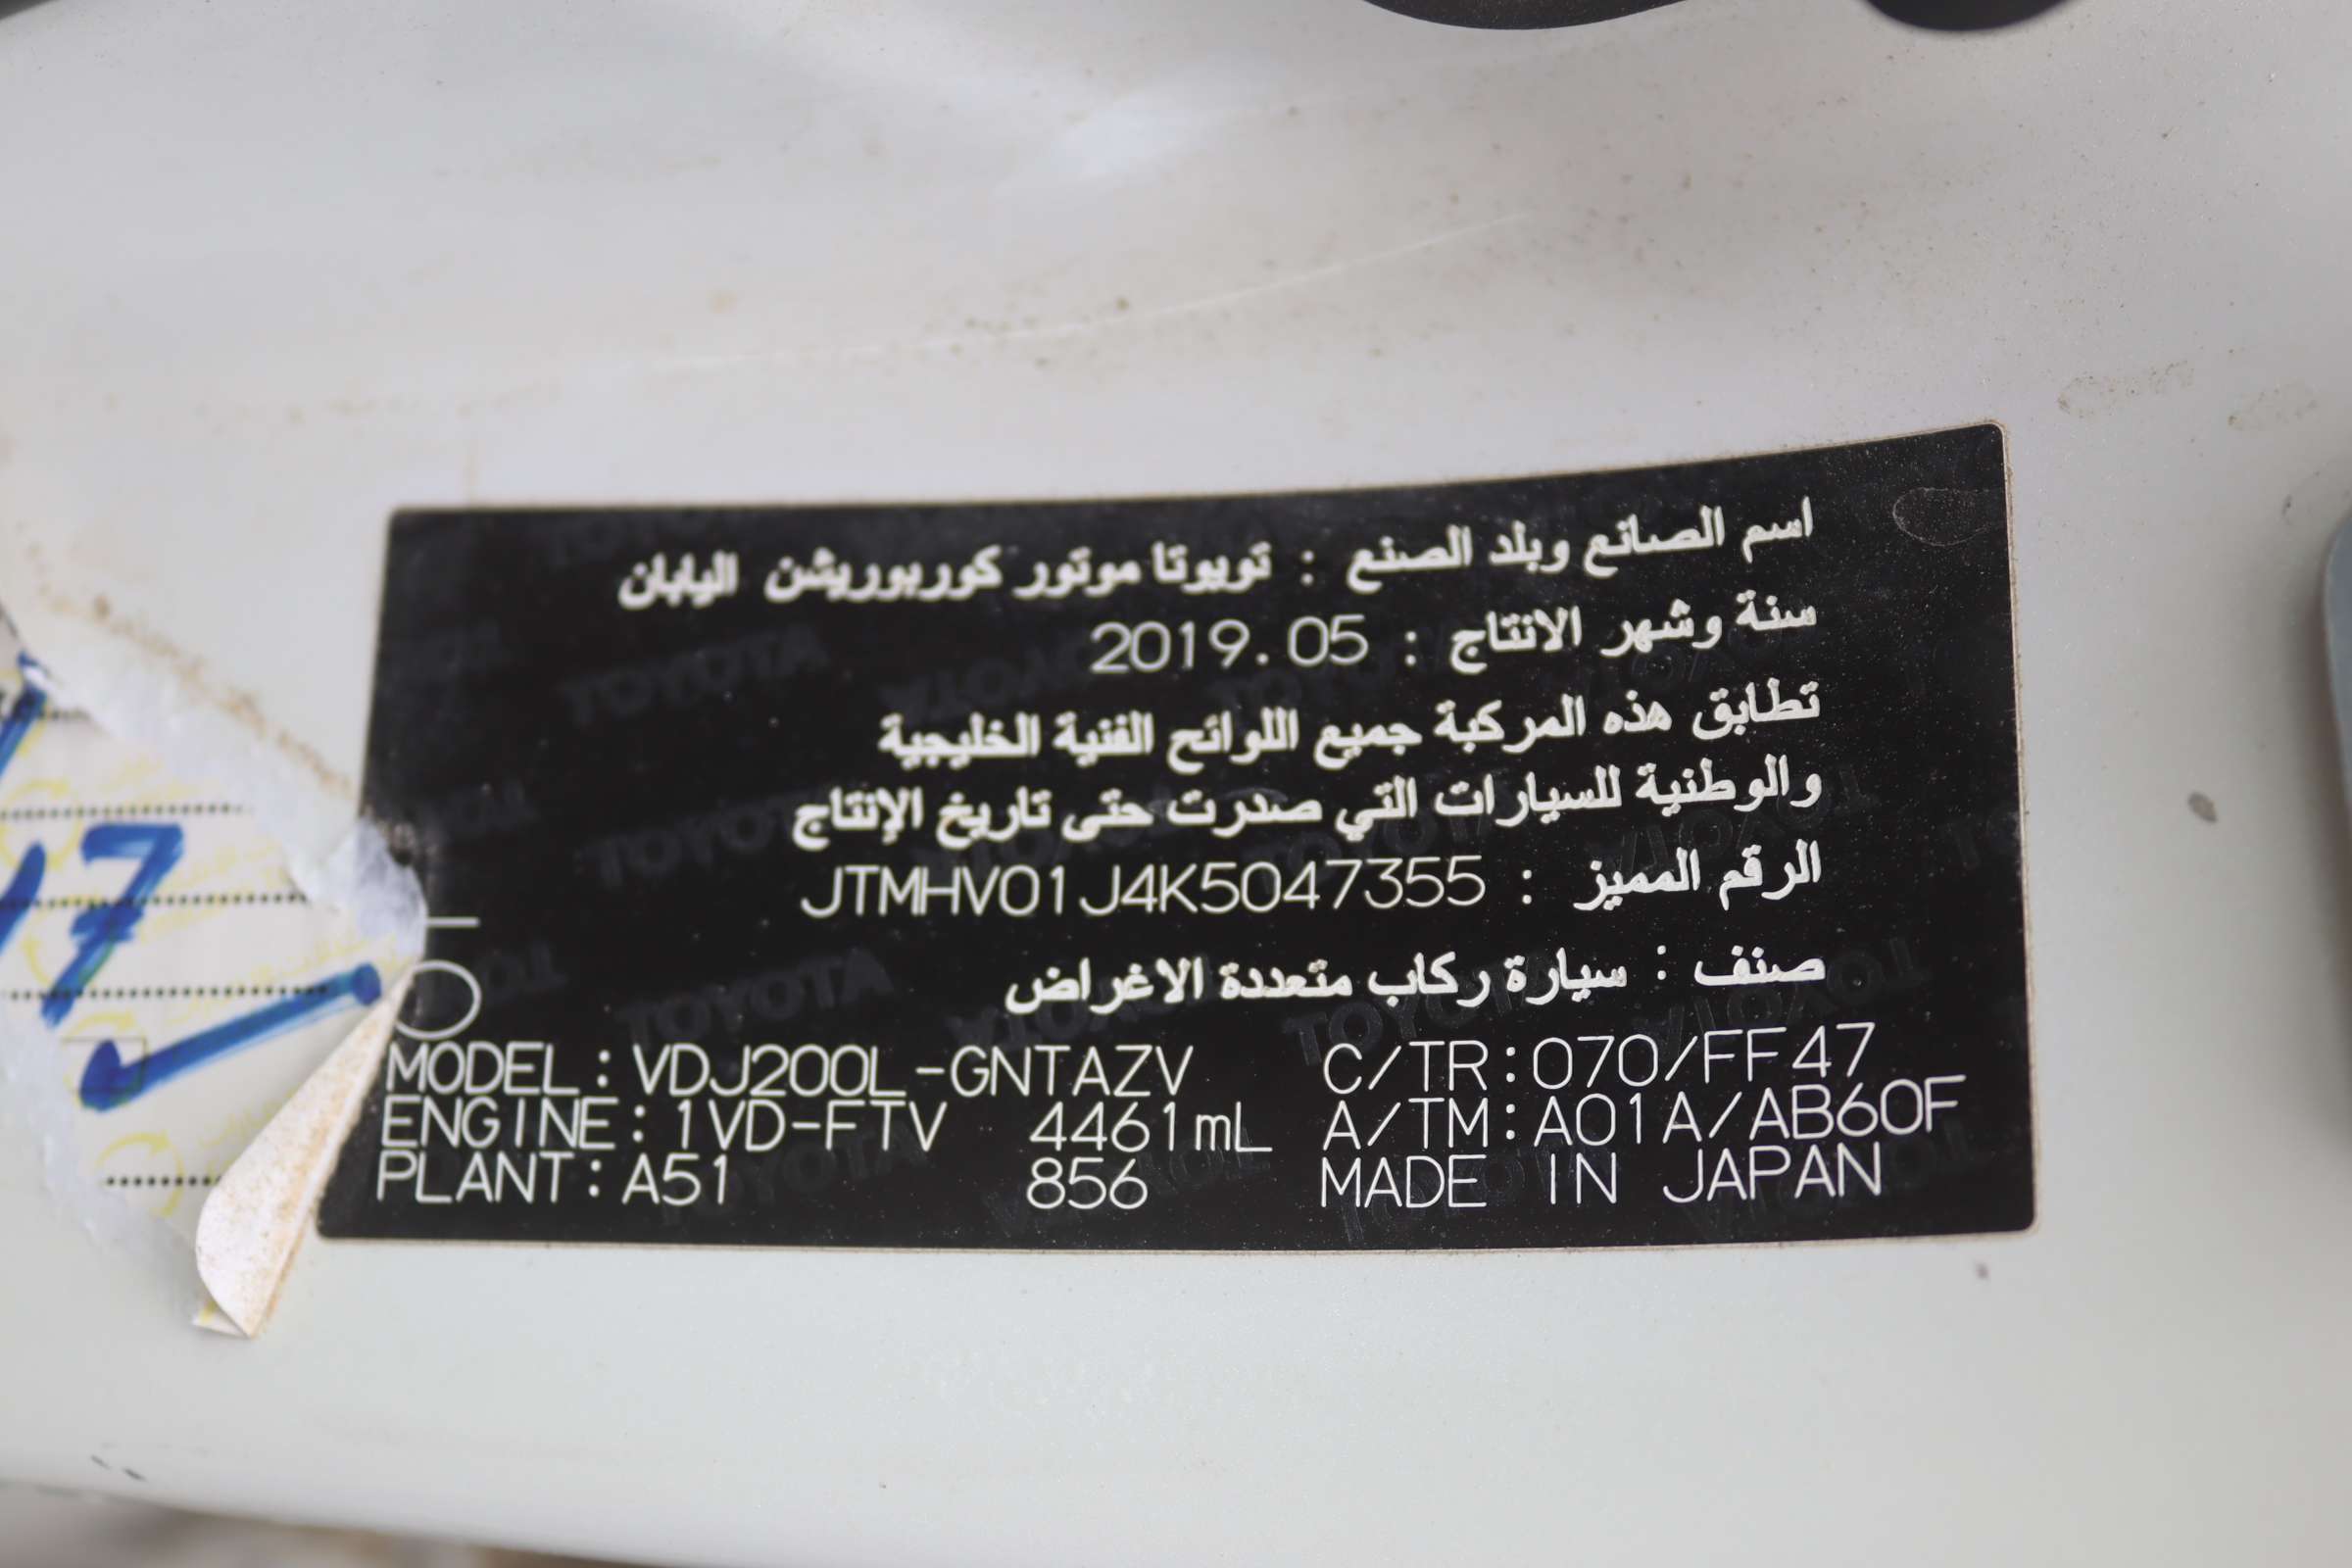 اسم الصانع وبلد الصنع : تويوتا موتور كوربوريشن اليابان
سنة وشهر الانتاج : 2019.05
تطابق هذه المركبة جميع اللوائح الفنية الخليجية
والوطنية للسيارات التي صدرت حتى تاريخ الإنتاج
الرقم المميز : JTMHV01J4K5047355
صنف : سيارة ركاب متعددة الاغراض
MODEL:VDJ200L-GNTAZV C/TR:070/FF47
ENGINE:1VD-FTV 4461mL A/TM:A01A/AB60F
PLANT:A51 856 MADE IN JAPAN
17